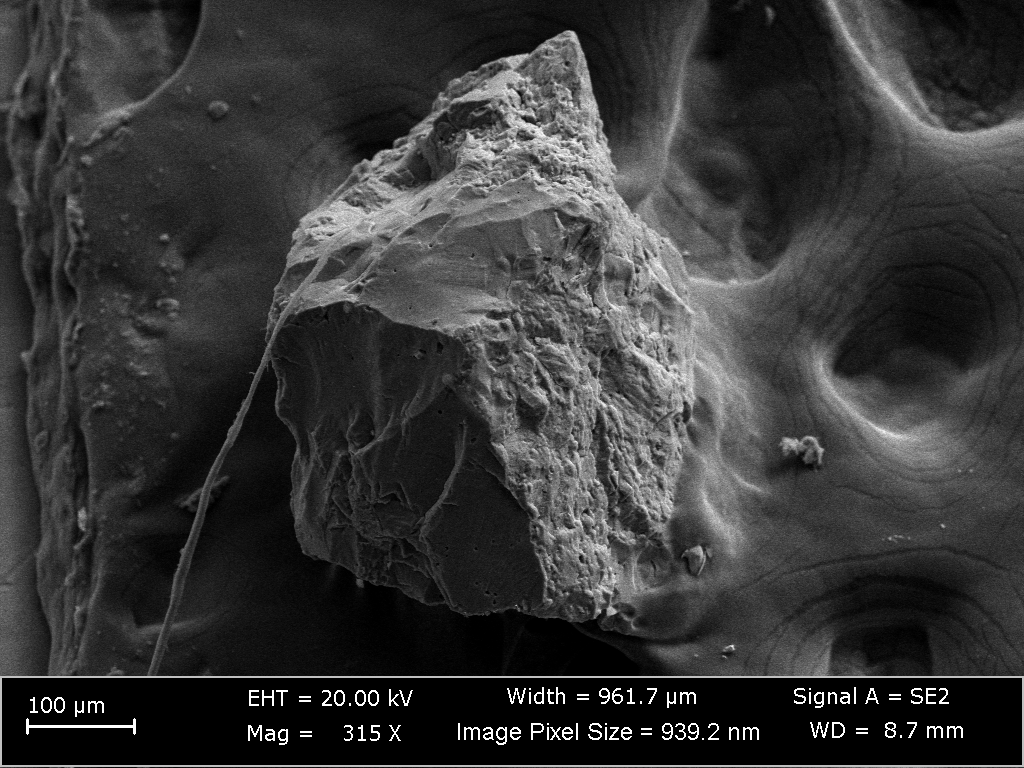 100 µm
EHT = 20.00 kV
Mag = 315 X
Width = 961.7 µm
Image Pixel Size = 939.2 nm
Signal A = SE2
WD = 8.7 mm